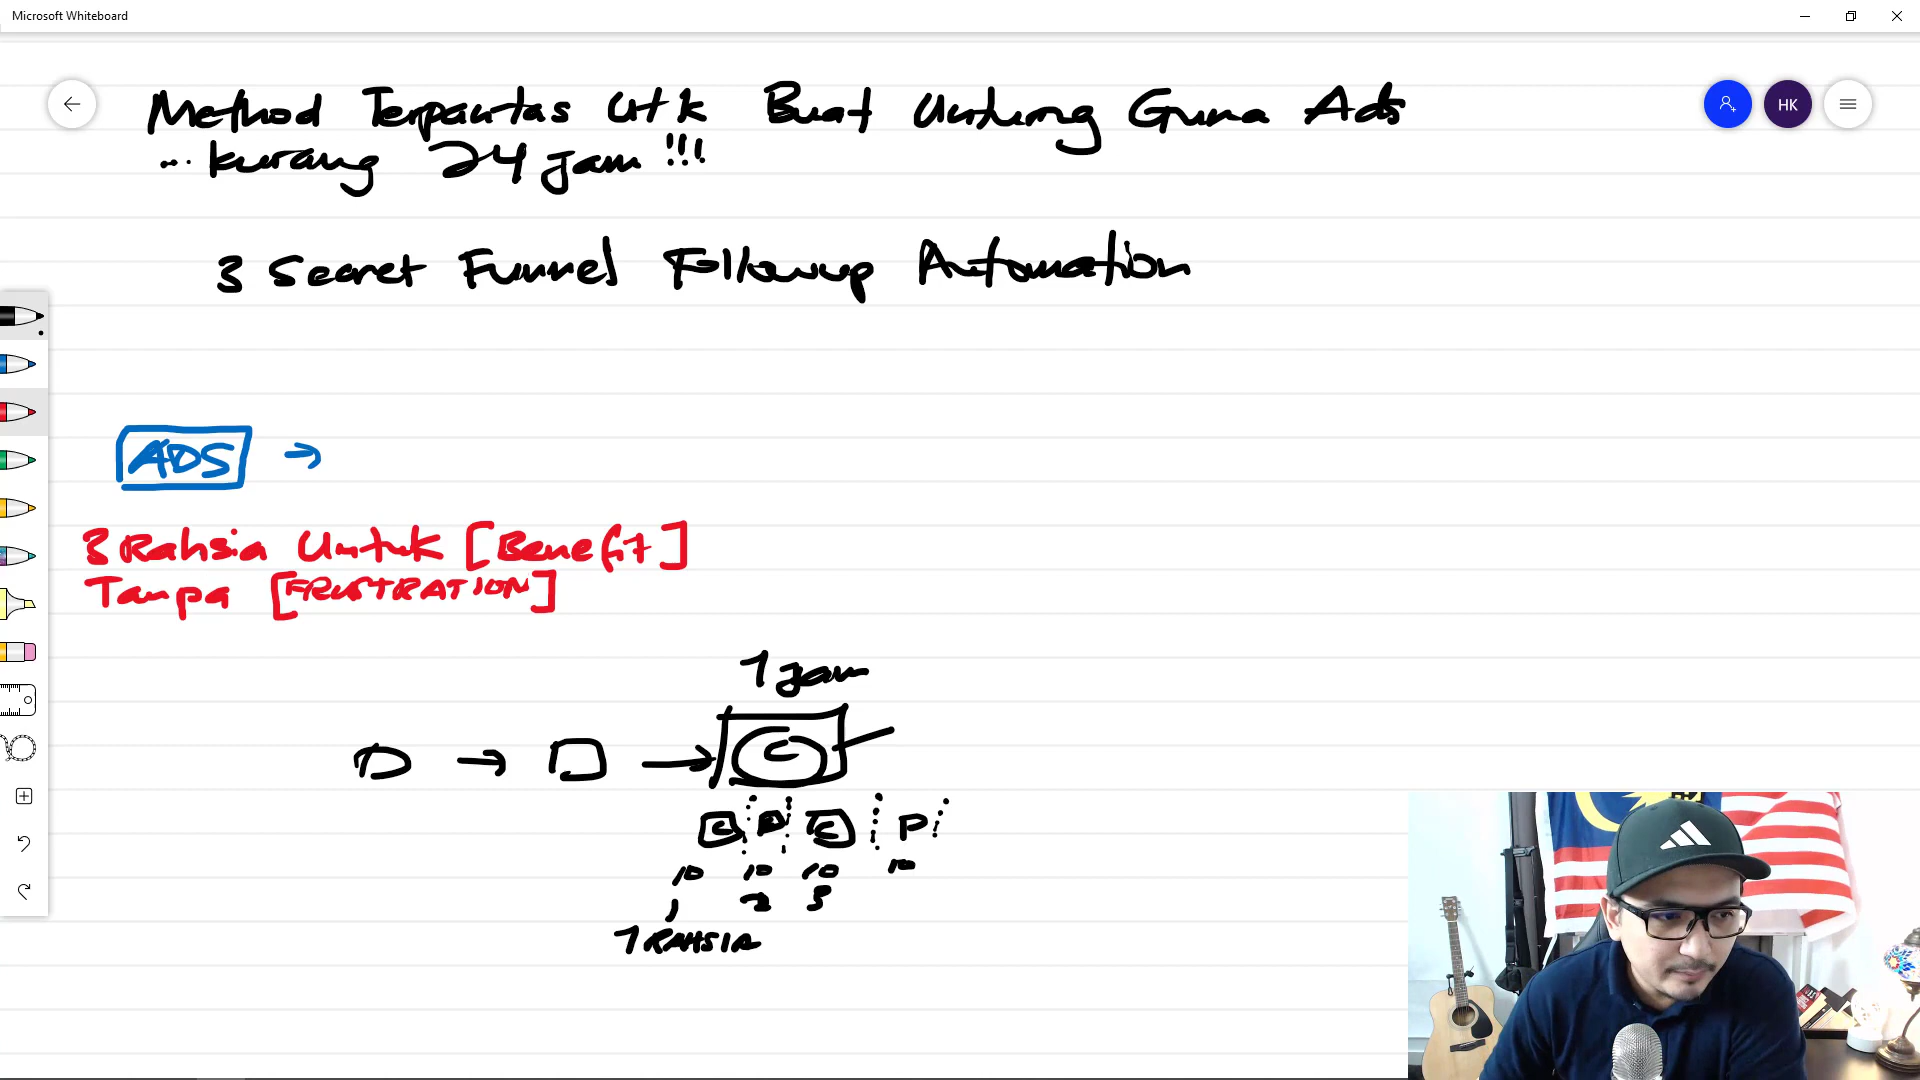 Microsoft Whiteboard
HK
Method Terpantas Utk Buat Untung Guna Ads
... kurang 24 jam !!!
3 Secret Funnel Followup Automation
ADS →
3 Rahsia Untuk [Benefit]
Tanpa [FRUSTRATION]
1 jam
C
C P C P
10 10 10 10
1 2 3
1 RAHSIA